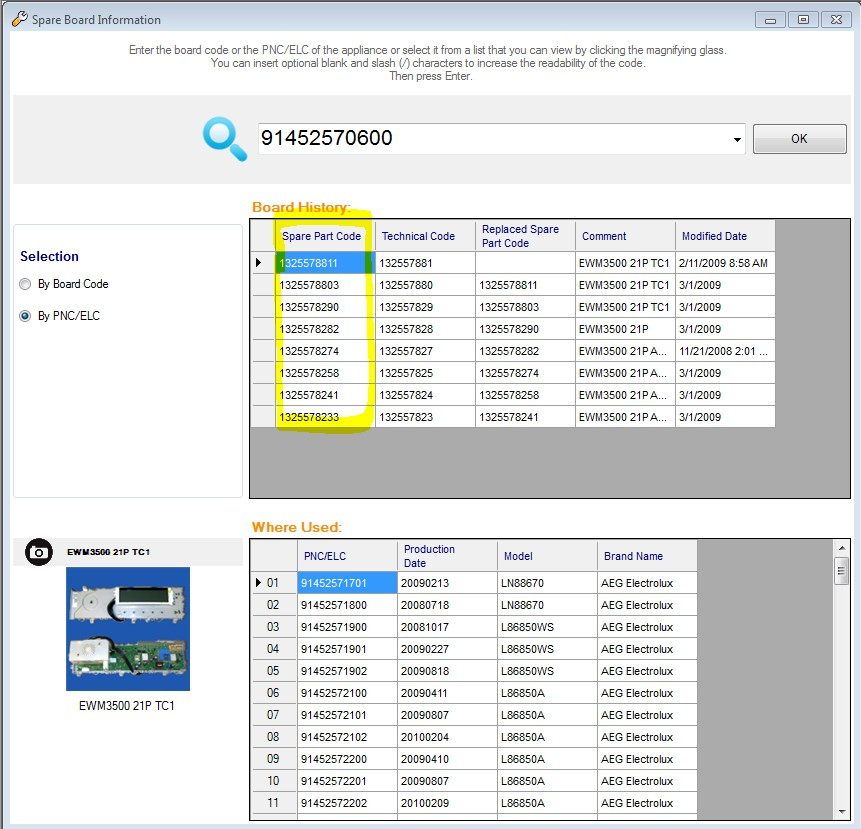 Spare Board Information
Enter the board code or the PNC/ELC of the appliance or select it from a list that you can view by clicking the magnifying glass.
You can insert optional blank and slash (/) characters to increase the readability of the code.
Then press Enter.
91452570600
OK
Board History:
Selection
By Board Code
By PNC/ELC
Spare Part Code Technical Code Replaced Spare Part Code Comment Modified Date
1325578811 132557881 EWM3500 21P TC1 2/11/2009 8:58 AM
1325578803 132557880 1325578811 EWM3500 21P TC1 3/1/2009
1325578290 132557829 1325578803 EWM3500 21P TC1 3/1/2009
1325578282 132557828 1325578290 EWM3500 21P 3/1/2009
1325578274 132557827 1325578282 EWM3500 21P A... 11/21/2008 2:01 ...
1325578258 132557825 1325578274 EWM3500 21P A... 3/1/2009
1325578241 132557824 1325578258 EWM3500 21P A... 3/1/2009
1325578233 132557823 1325578241 EWM3500 21P A... 3/1/2009
EWM3500 21P TC1
EWM3500 21P TC1
Where Used:
PNC/ELC Production Date Model Brand Name
01 91452571701 20090213 LN88670 AEG Electrolux
02 91452571800 20080718 LN88670 AEG Electrolux
03 91452571900 20081017 L86850WS AEG Electrolux
04 91452571901 20090227 L86850WS AEG Electrolux
05 91452571902 20090818 L86850WS AEG Electrolux
06 91452572100 20090411 L86850A AEG Electrolux
07 91452572101 20090807 L86850A AEG Electrolux
08 91452572102 20100204 L86850A AEG Electrolux
09 91452572200 20090410 L86850A AEG Electrolux
10 91452572201 20090807 L86850A AEG Electrolux
11 91452572202 20100209 L86850A AEG Electrolux